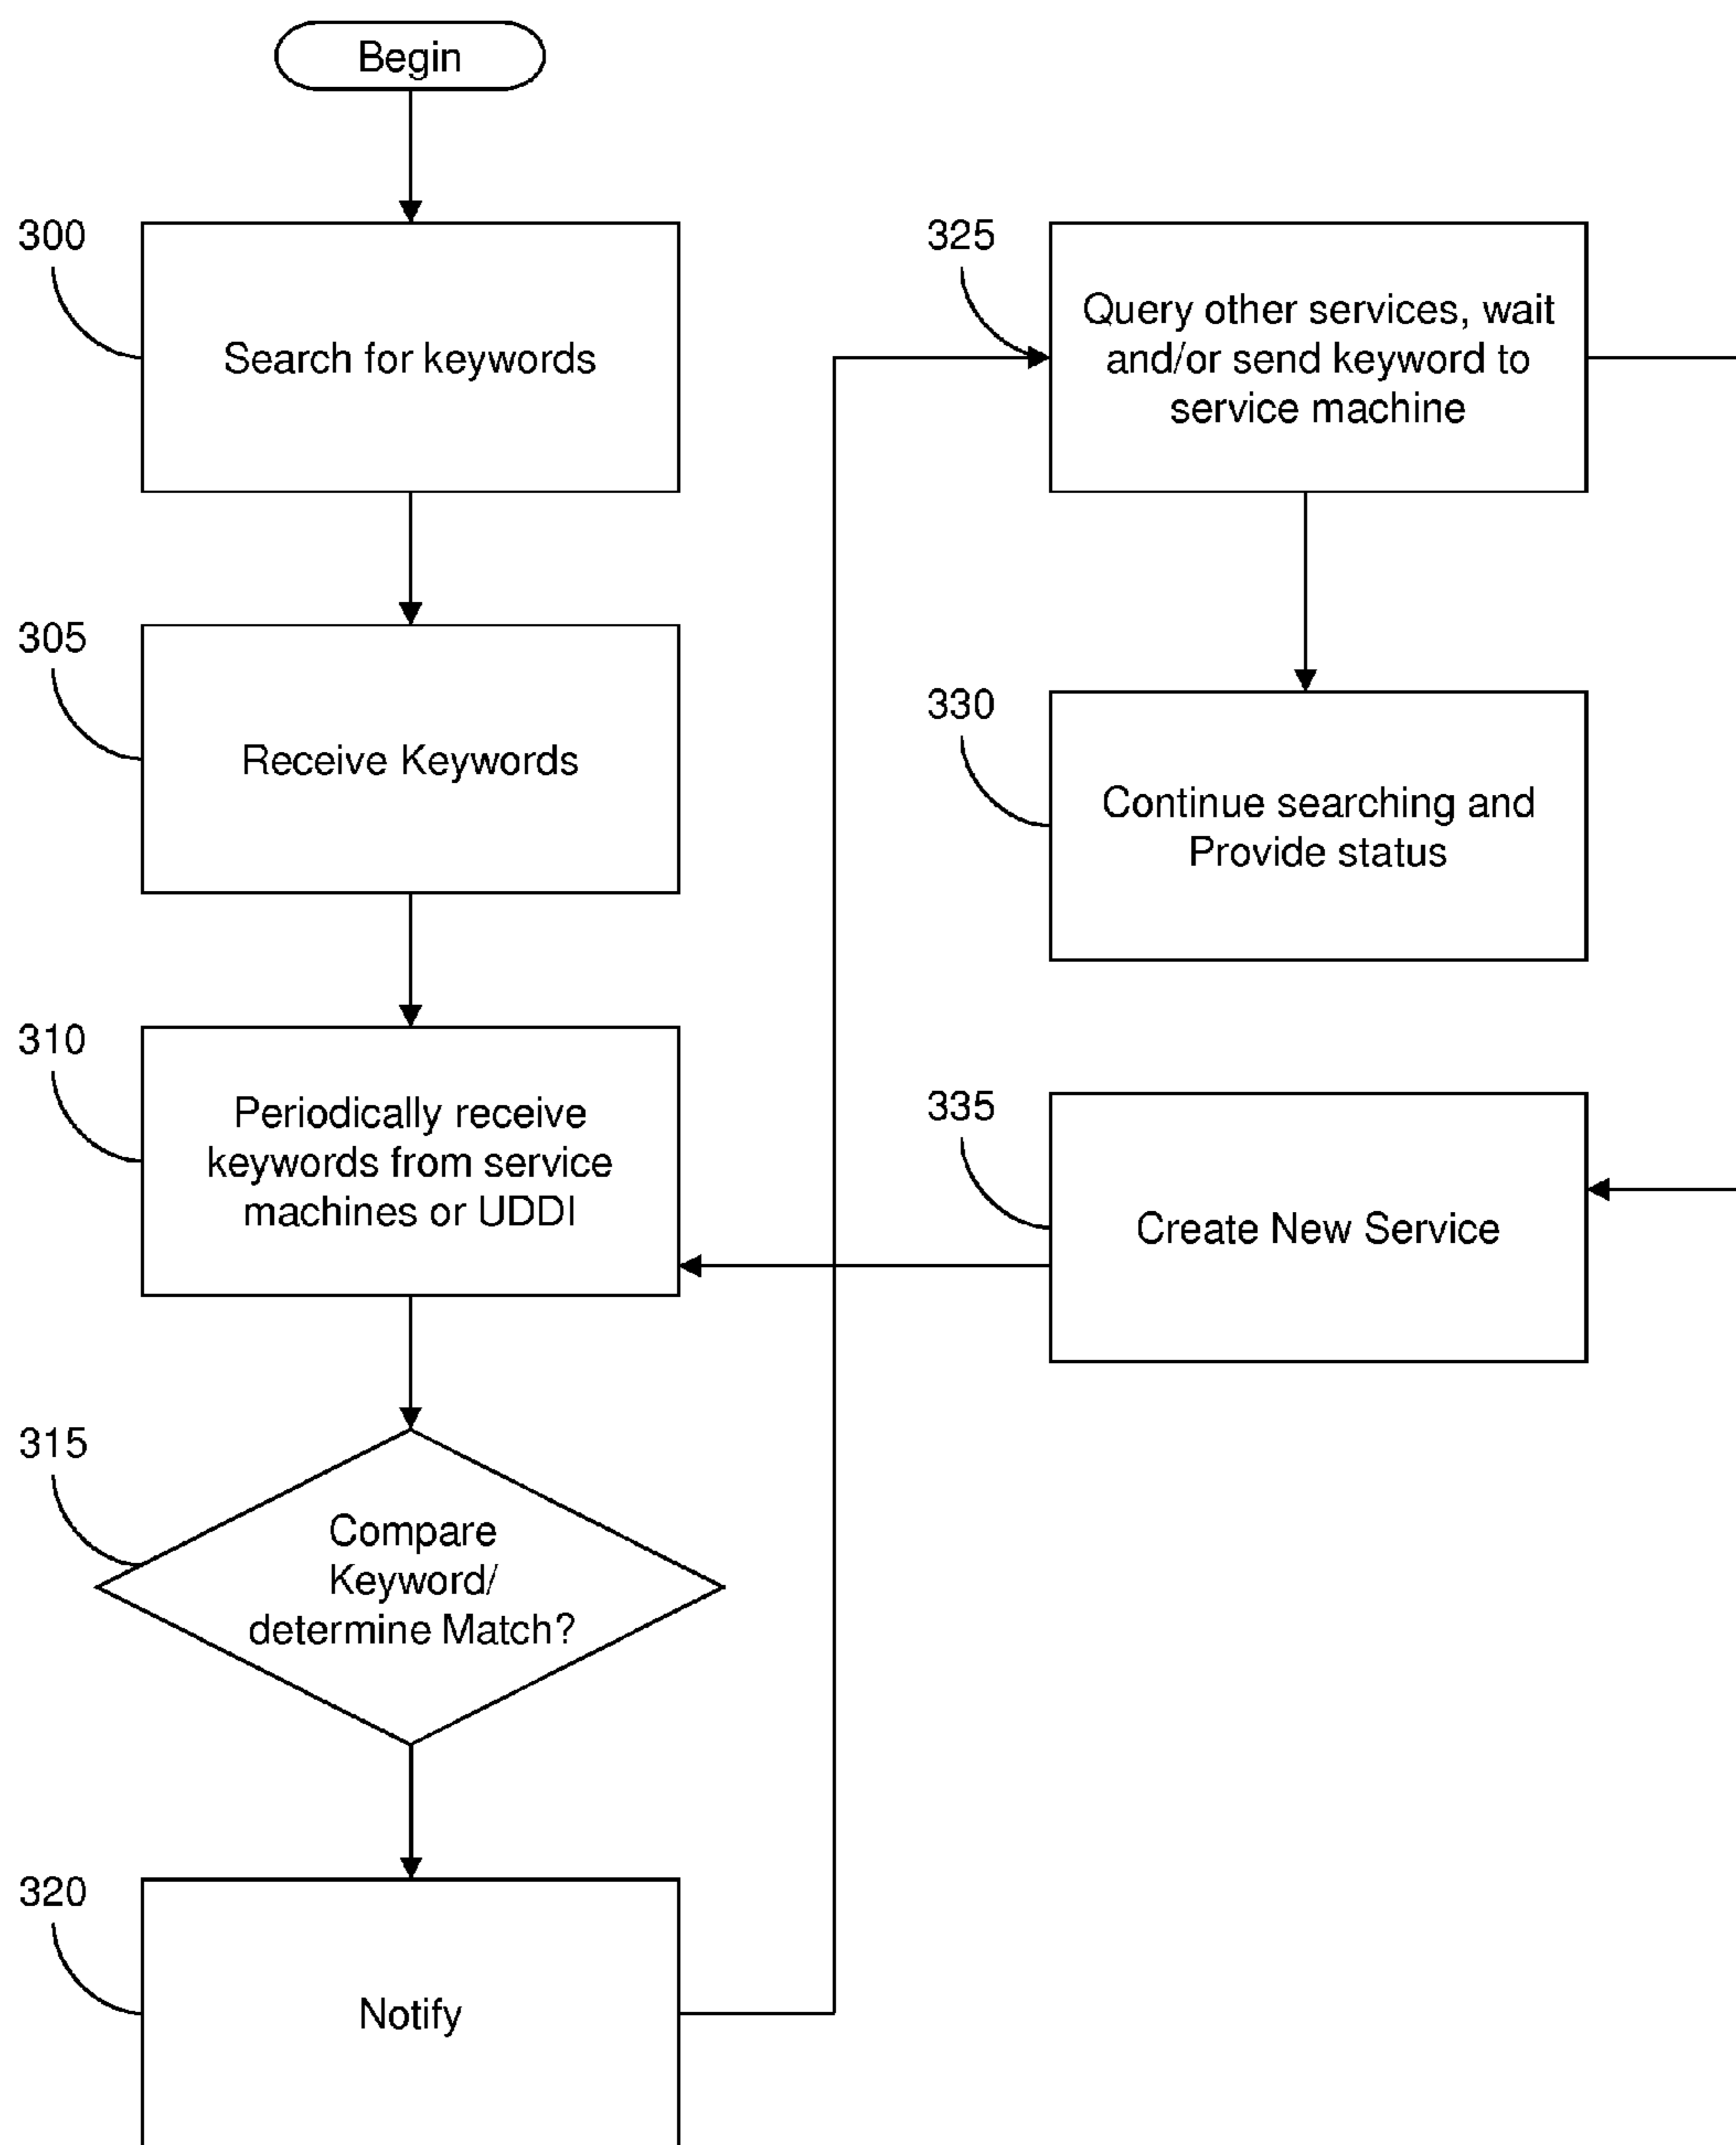 Begin
300
Search for keywords
305
Receive Keywords
310
Periodically receive
keywords from service
machines or UDDI
315
Compare
Keyword/
determine Match?
320
Notify
325
Query other services, wait
and/or send keyword to
service machine
330
Continue searching and
Provide status
335
Create New Service